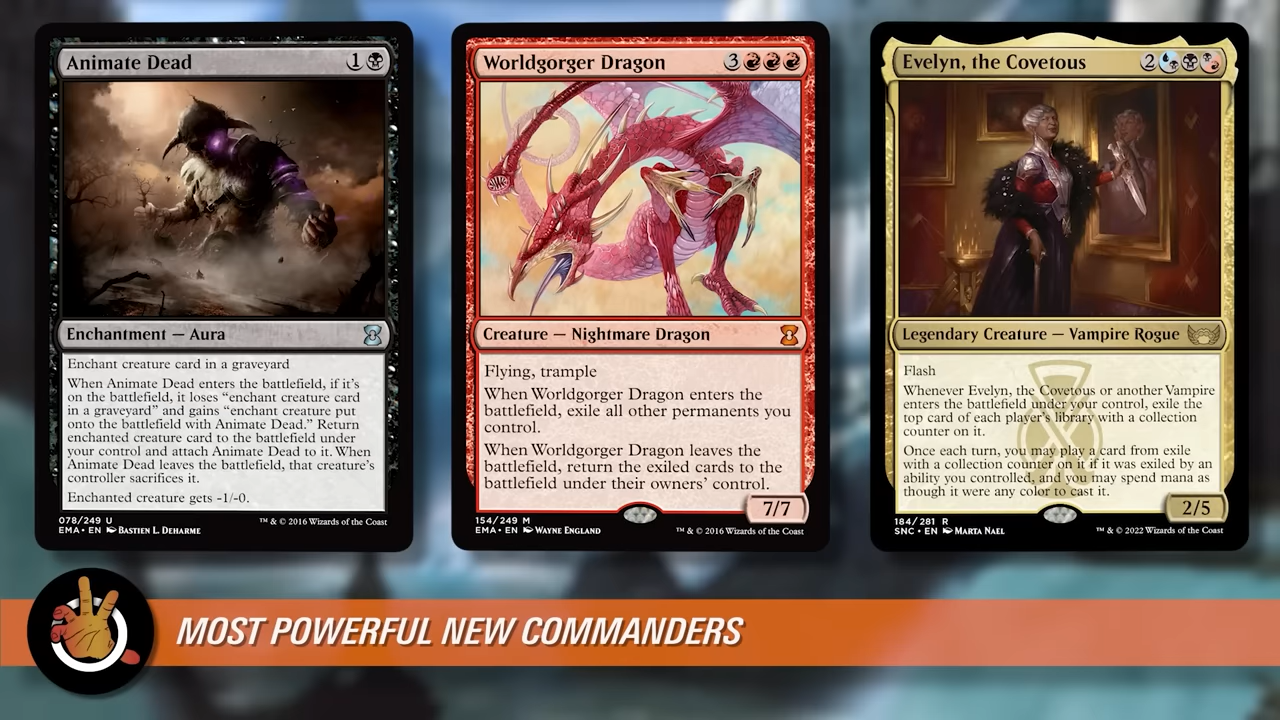 Animate Dead 1
Enchantment — Aura
Enchant creature card in a graveyard
When Animate Dead enters the battlefield, if it's
on the battlefield, it loses "enchant creature card
in a graveyard" and gains "enchant creature put
onto the battlefield with Animate Dead." Return
enchanted creature card to the battlefield under
your control and attach Animate Dead to it. When
Animate Dead leaves the battlefield, that creature's
controller sacrifices it.
Enchanted creature gets -1/-0.
078/249 U
EMA • EN Bastien L. Deharme
™ & © 2016 Wizards of the Coast
Worldgorger Dragon 3
Creature — Nightmare Dragon
Flying, trample
When Worldgorger Dragon enters the
battlefield, exile all other permanents you
control.
When Worldgorger Dragon leaves the
battlefield, return the exiled cards to the
battlefield under their owners' control.
7/7
154/249 M
EMA • EN Wayne England
™ & © 2016 Wizards of the Coast
Evelyn, the Covetous 2
Legendary Creature — Vampire Rogue
Flash
Whenever Evelyn, the Covetous or another Vampire
enters the battlefield under your control, exile the
top card of each player's library with a collection
counter on it.
Once each turn, you may play a card from exile
with a collection counter on it if it was exiled by an
ability you controlled, and you may spend mana as
though it were any color to cast it.
2/5
184/281 R
SNC • EN Marta Nael
™ & © 2022 Wizards of the Coast
MOST POWERFUL NEW COMMANDERS